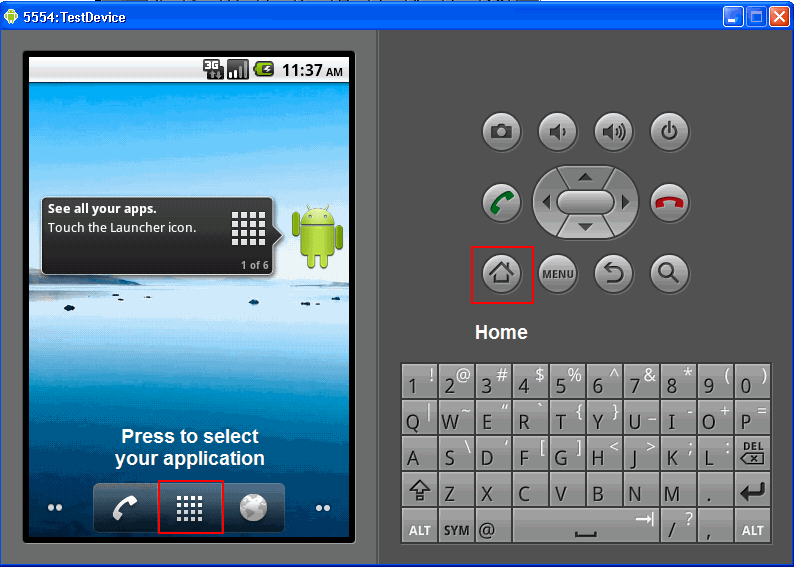 5554:TestDevice
3G 11:37 AM
See all your apps.
Touch the Launcher icon.
1 of 6
Press to select
your application
MENU
Home
1 ! 2 @ 3 # 4 $ 5 % 6 ^ 7 & 8 * 9 ( 0 )
Q | W ~ E “ R ` T { Y } U _ I - O + P =
A S \ D ' F [ G ] H < J > K ; L : DEL
Z X C V B N M .
ALT SYM @ / ? , ALT